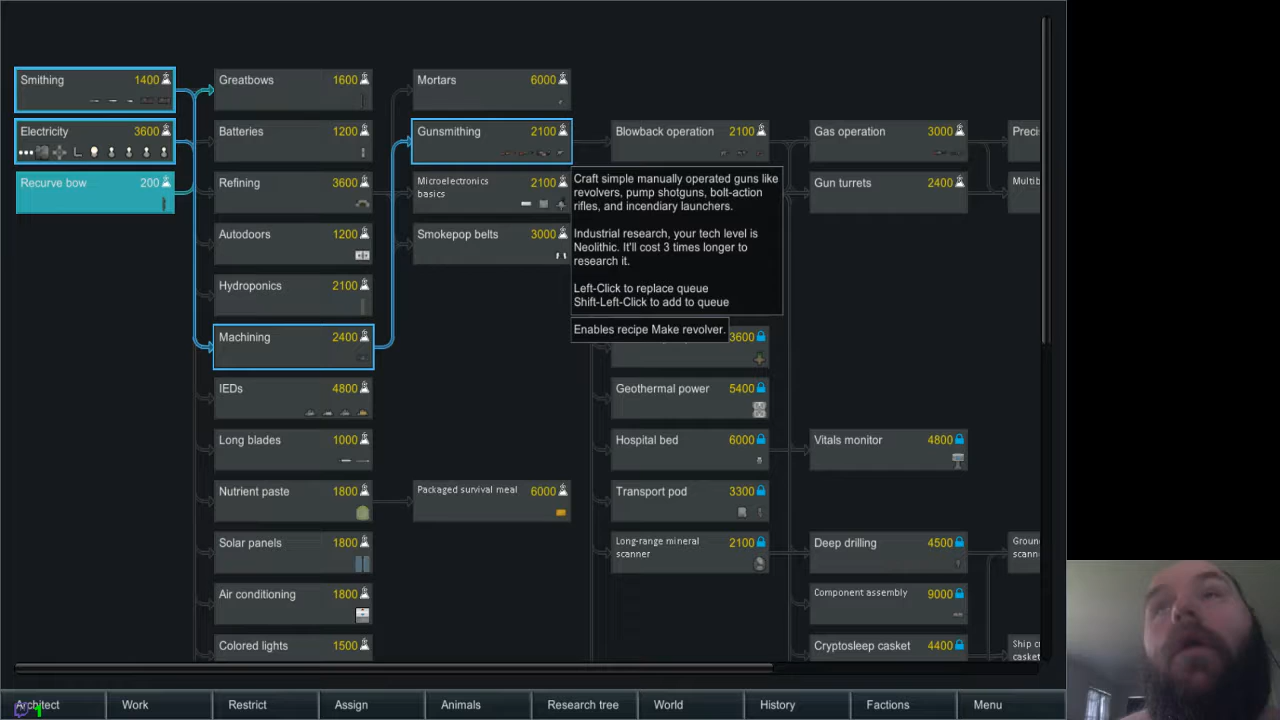 Smithing 1400
Greatbows 1600
Mortars 6000
Electricity 3600
Batteries 1200
Gunsmithing 2100
Blowback operation 2100
Gas operation 3000
Preci
Recurve bow 200
Refining 3600
Microelectronics basics 2100
Gun turrets 2400
Multib
Craft simple manually operated guns like
revolvers, pump shotguns, bolt-action
rifles, and incendiary launchers.
Industrial research, your tech level is
Neolithic. It'll cost 3 times longer to
research it.
Left-Click to replace queue
Shift-Left-Click to add to queue
Enables recipe Make revolver.
Autodoors 1200
Smokepop belts 3000
Hydroponics 2100
Machining 2400
3600
IEDs 4800
Geothermal power 5400
Long blades 1000
Hospital bed 6000
Vitals monitor 4800
Nutrient paste 1800
Packaged survival meal 6000
Transport pod 3300
Solar panels 1800
Long-range mineral
scanner 2100
Deep drilling 4500
Groun
scann
Air conditioning 1800
Component assembly 9000
Colored lights 1500
Cryptosleep casket 4400
Ship cr
casket
Architect
Work
Restrict
Assign
Animals
Research tree
World
History
Factions
Menu
1